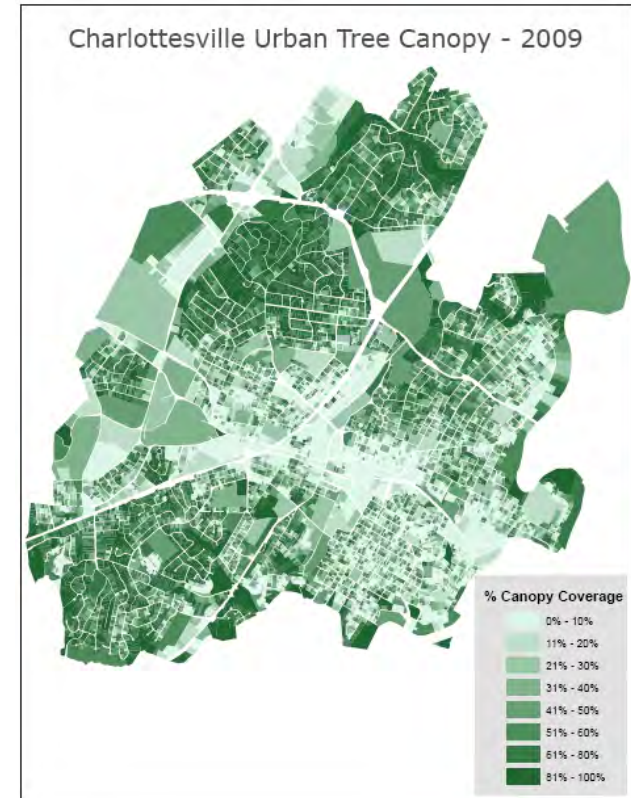 Charlottesville Urban Tree Canopy - 2009
% Canopy Coverage
0% - 10%
11% - 20%
21% - 30%
31% - 40%
41% - 50%
51% - 60%
61% - 80%
81% - 100%